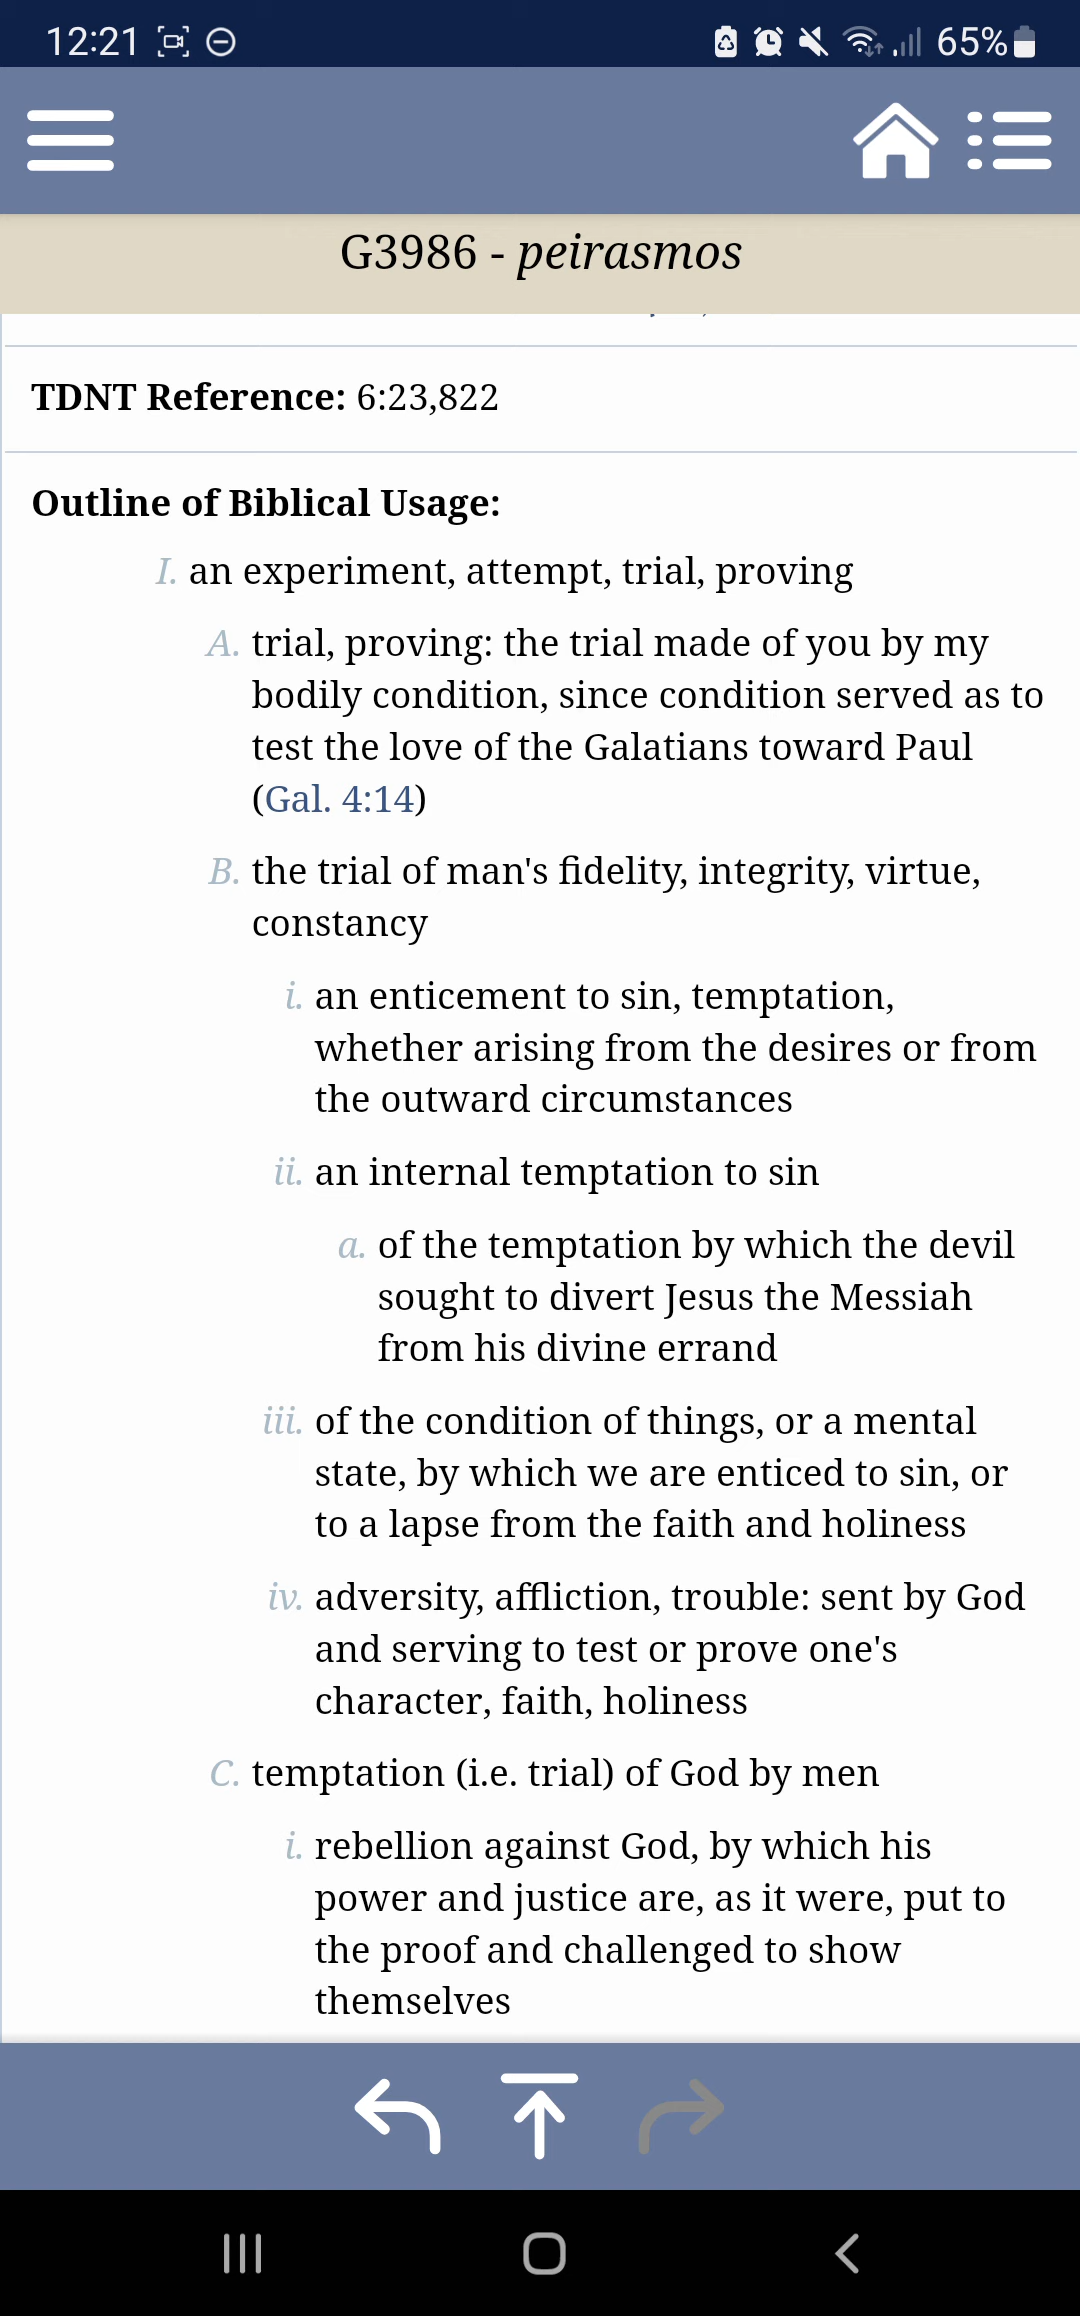 12:21
65%
G3986 - peirasmos
TDNT Reference: 6:23,822
Outline of Biblical Usage:
I. an experiment, attempt, trial, proving
A. trial, proving: the trial made of you by my
bodily condition, since condition served as to
test the love of the Galatians toward Paul
(Gal. 4:14)
B. the trial of man's fidelity, integrity, virtue,
constancy
i. an enticement to sin, temptation,
whether arising from the desires or from
the outward circumstances
ii. an internal temptation to sin
a. of the temptation by which the devil
sought to divert Jesus the Messiah
from his divine errand
iii. of the condition of things, or a mental
state, by which we are enticed to sin, or
to a lapse from the faith and holiness
iv. adversity, affliction, trouble: sent by God
and serving to test or prove one's
character, faith, holiness
C. temptation (i.e. trial) of God by men
i. rebellion against God, by which his
power and justice are, as it were, put to
the proof and challenged to show
themselves